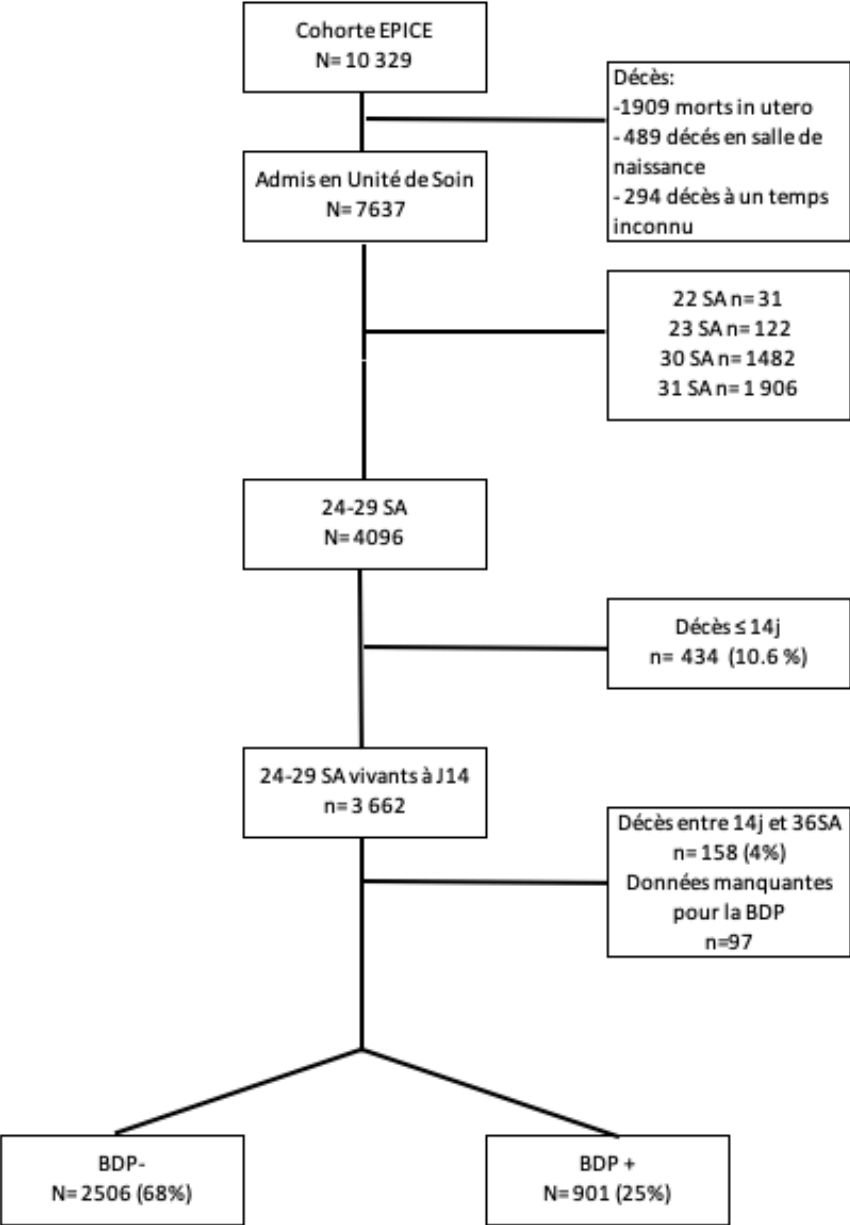 Cohorte EPICE
N= 10 329
Décès:
-1909 morts in utero
- 489 décés en salle de
naissance
- 294 décès à un temps
inconnu
Admis en Unité de Soin
N= 7637
22 SA n= 31
23 SA n= 122
30 SA n= 1482
31 SA n= 1 906
24-29 SA
N= 4096
Décès ≤ 14j
n= 434 (10.6 %)
24-29 SA vivants à J14
n= 3 662
Décès entre 14j et 36SA
n= 158 (4%)
Données manquantes
pour la BDP
n=97
BDP-
N= 2506 (68%)
BDP +
N= 901 (25%)